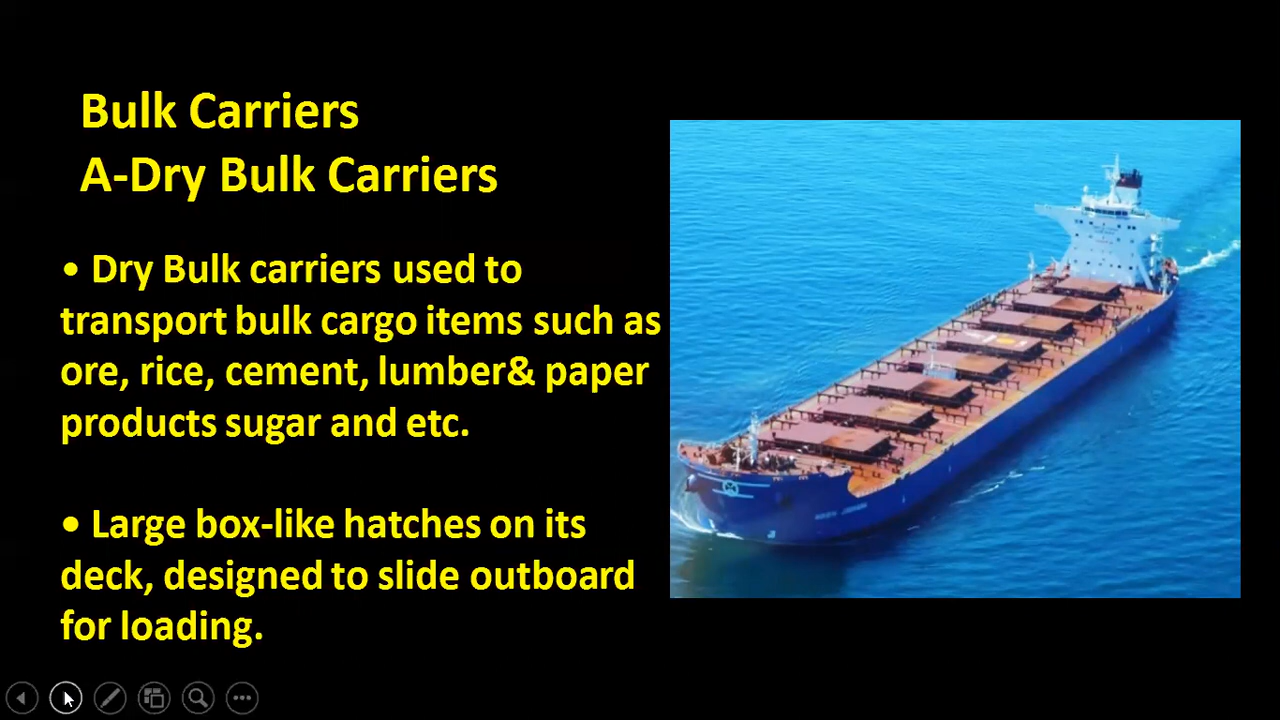 Bulk Carriers
A-Dry Bulk Carriers
• Dry Bulk carriers used to
transport bulk cargo items such as
ore, rice, cement, lumber& paper
products sugar and etc.
• Large box-like hatches on its
deck, designed to slide outboard
for loading.